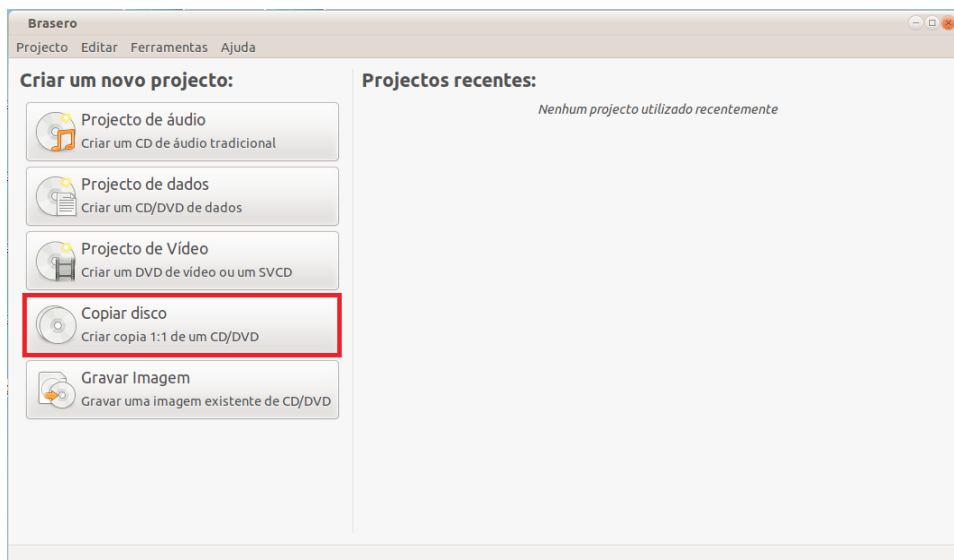 Brasero
Projecto Editar Ferramentas Ajuda
Criar um novo projecto:
Projecto de áudio
Criar um CD de áudio tradicional
Projecto de dados
Criar um CD/DVD de dados
Projecto de Vídeo
Criar um DVD de vídeo ou um SVCD
Copiar disco
Criar copia 1:1 de um CD/DVD
Gravar Imagem
Gravar uma imagem existente de CD/DVD
Projectos recentes:
Nenhum projecto utilizado recentemente